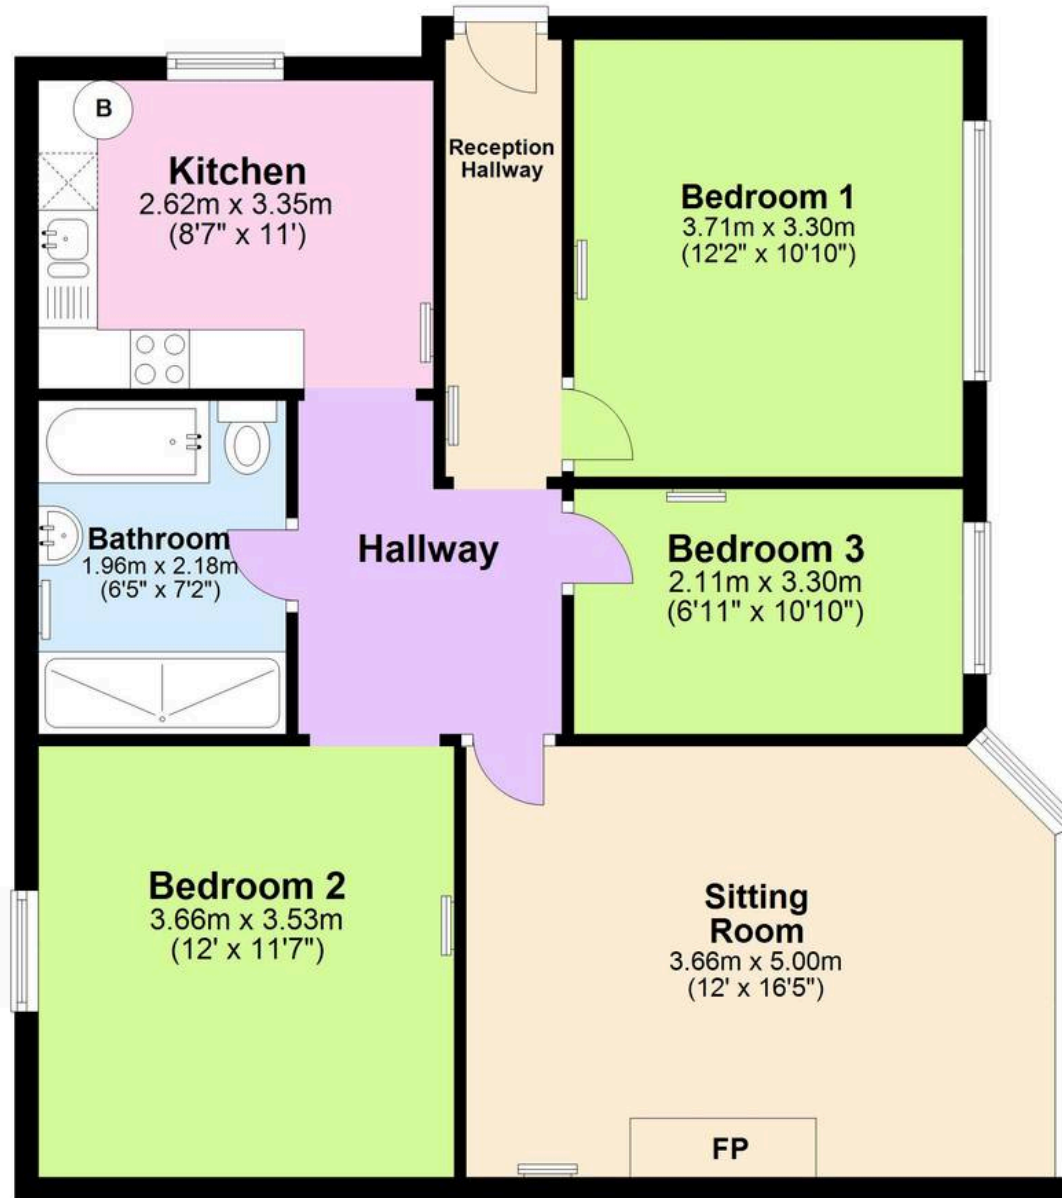 B
Kitchen
2.62m x 3.35m
(8'7" x 11')
Reception
Hallway
Bedroom 1
3.71m x 3.30m
(12'2" x 10'10")
Bathroom
1.96m x 2.18m
(6'5" x 7'2")
Hallway
Bedroom 3
2.11m x 3.30m
(6'11" x 10'10")
Bedroom 2
3.66m x 3.53m
(12' x 11'7")
Sitting
Room
3.66m x 5.00m
(12' x 16'5")
FP